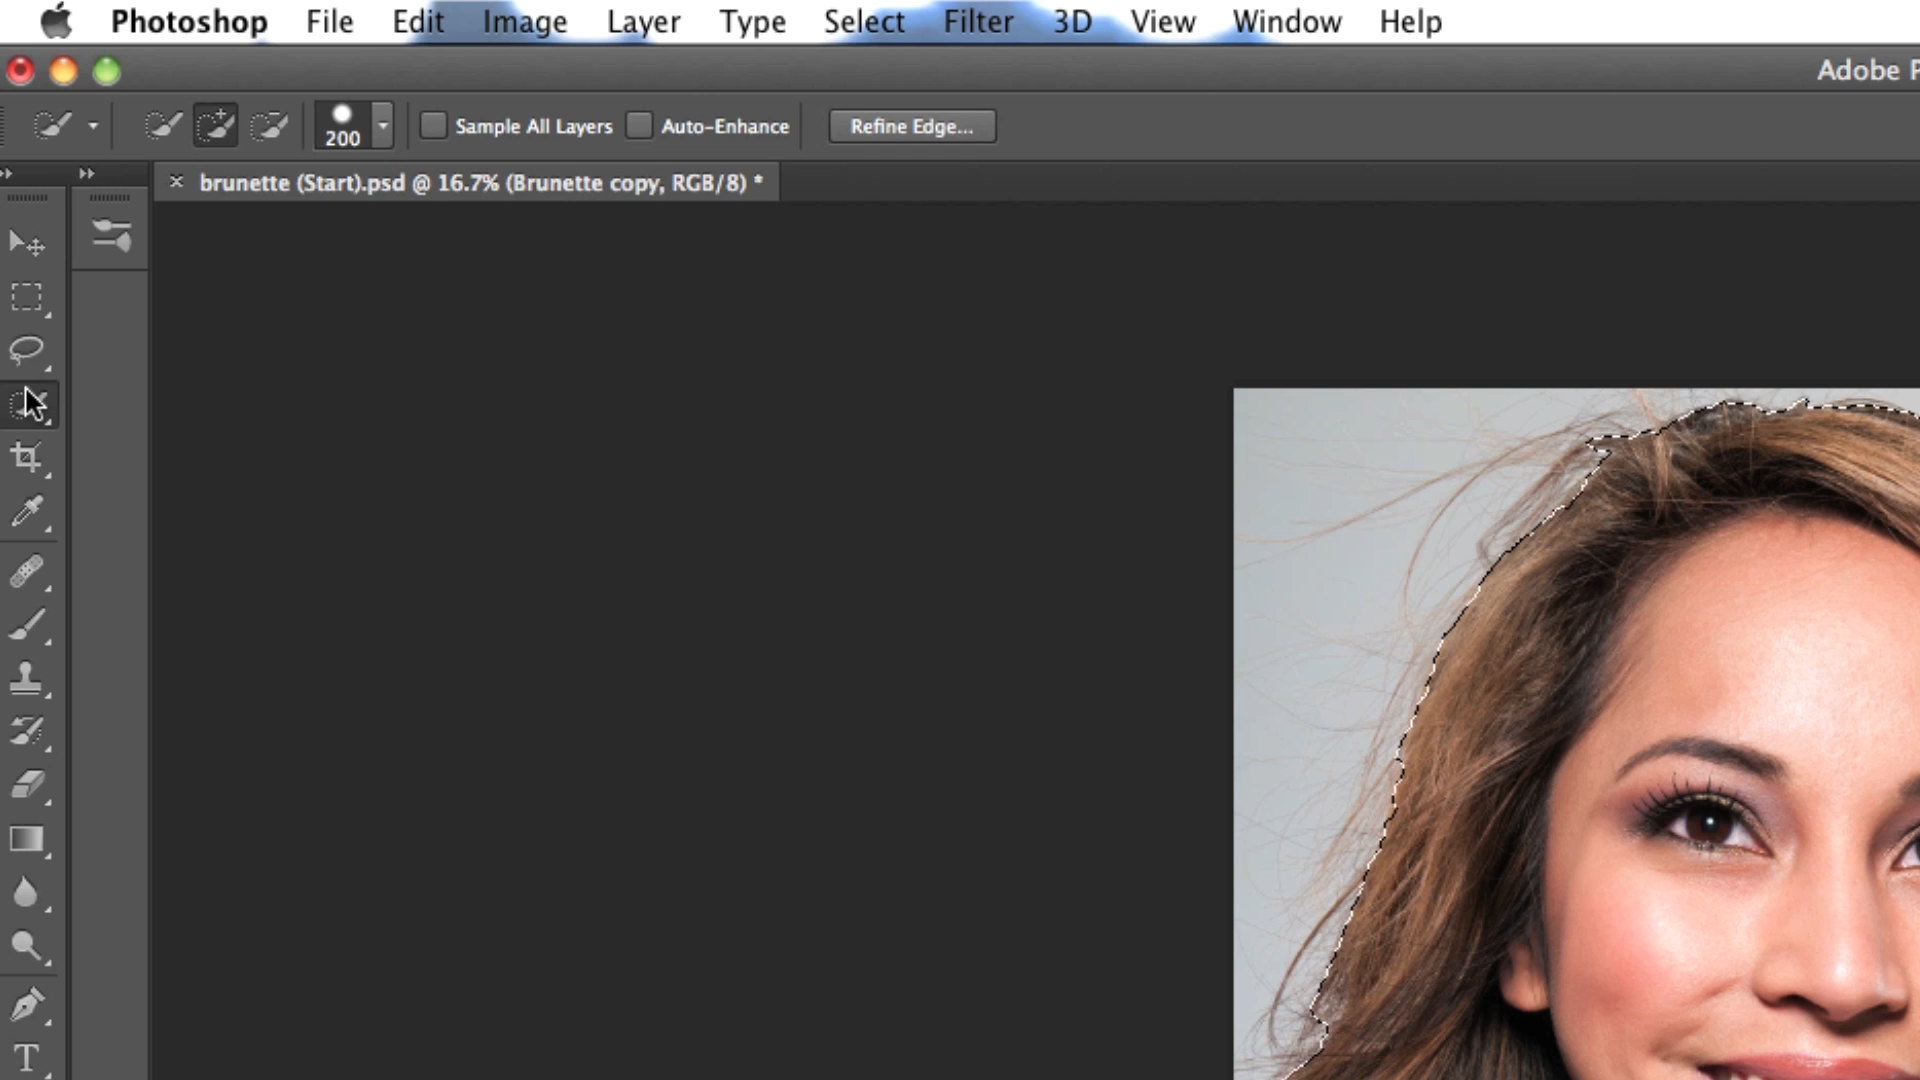 Photoshop File Edit Image Layer Type Select Filter 3D View Window Help
Adobe P
200 Sample All Layers Auto-Enhance Refine Edge...
brunette (Start).psd @ 16.7% (Brunette copy, RGB/8) *